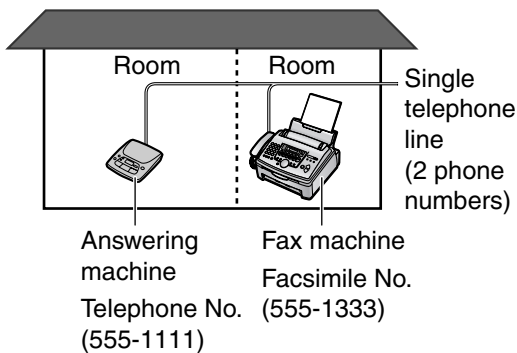 Room
Room
Single
telephone
line
(2 phone
numbers)
Answering
machine
Telephone No.
(555-1111)
Fax machine
Facsimile No.
(555-1333)